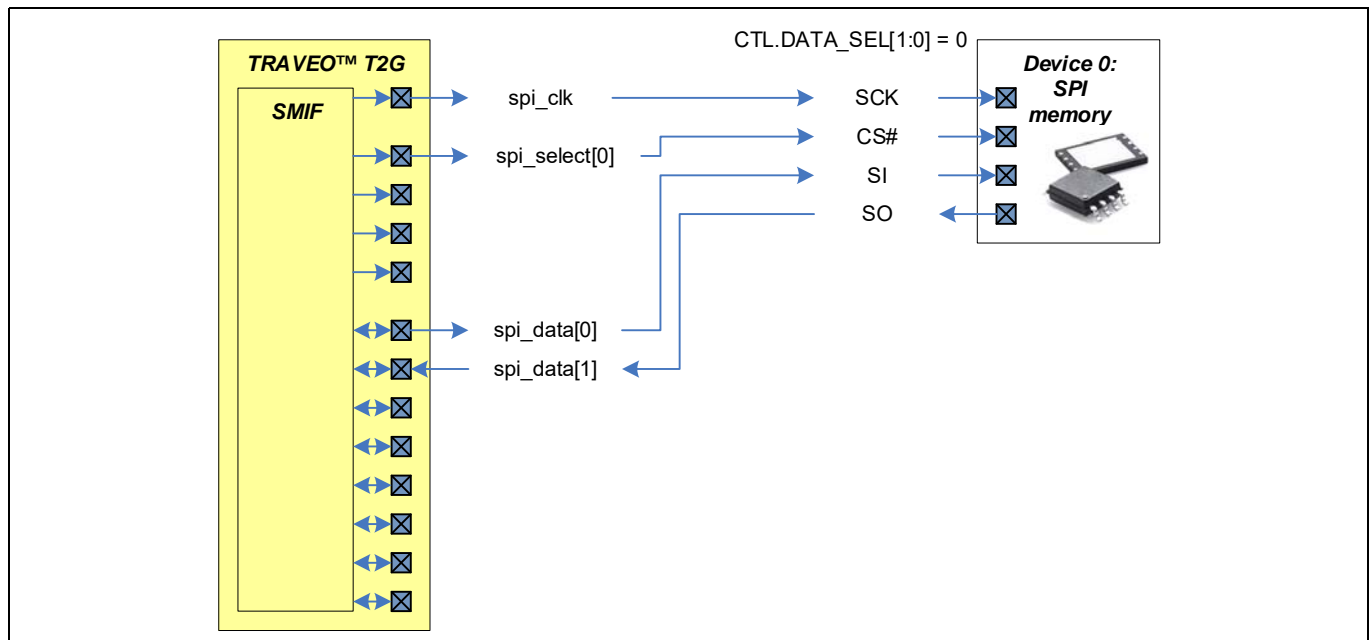 CTL.DATA_SEL[1:0] = 0
TRAVEO™ T2G
SMIF
Device 0:
SPI
memory
spi_clk
SCK
spi_select[0]
CS#
SI
SO
spi_data[0]
spi_data[1]